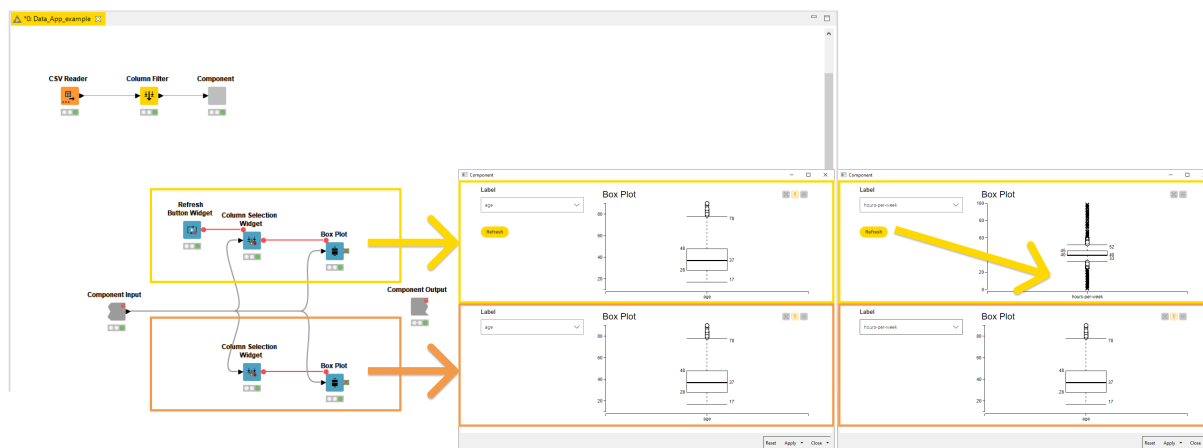 *0: Data_App_example
CSV Reader
Column Filter
Component
Refresh
Button Widget
Column Selection
Widget
Box Plot
Component Input
Component Output
Column Selection
Widget
Box Plot
Component
Label
age
Refresh
Box Plot
80
60
40
20
78
48
37
28
17
age
Label
age
Box Plot
80
60
40
20
78
48
37
28
17
age
Reset Apply Close
Component
Label
hours-per-week
Refresh
Box Plot
100
80
60
40
20
0
52
45
40
40
33
hours-per-week
Label
hours-per-week
Box Plot
80
60
40
20
78
48
37
28
17
age
Reset Apply Close